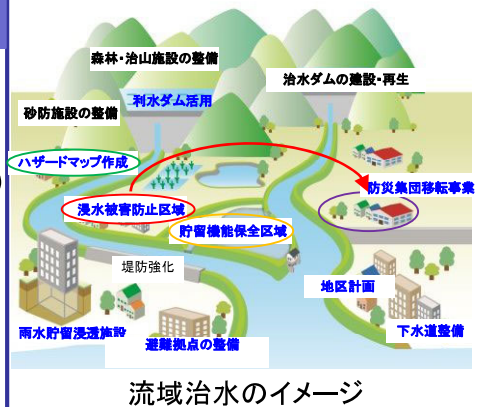 森林・治山施設の整備
治水ダムの建設・再生
利水ダム活用
砂防施設の整備
ハザードマップ作成
防災集団移転事業
浸水被害防止区域
貯留機能保全区域
堤防強化
地区計画
雨水貯留浸透施設
避難拠点の整備
下水道整備
流域治水のイメージ